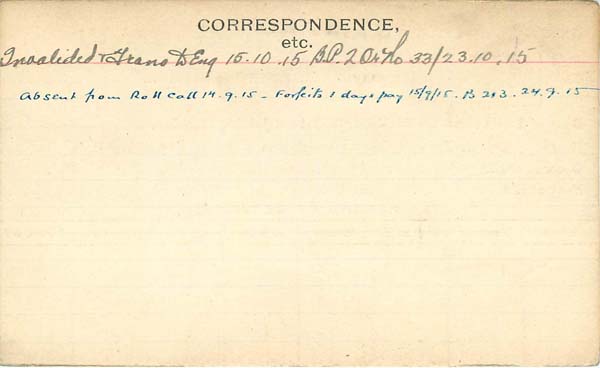 CORRESPONDENCE,
etc.
Invalided & Trans to Eng 15.10.15 B.P. 2 O. No 33/23.10.15
Absent from Roll Call 14.9.15 - Forfeits 1 days pay 15/9/15. B 213. 24.9.15